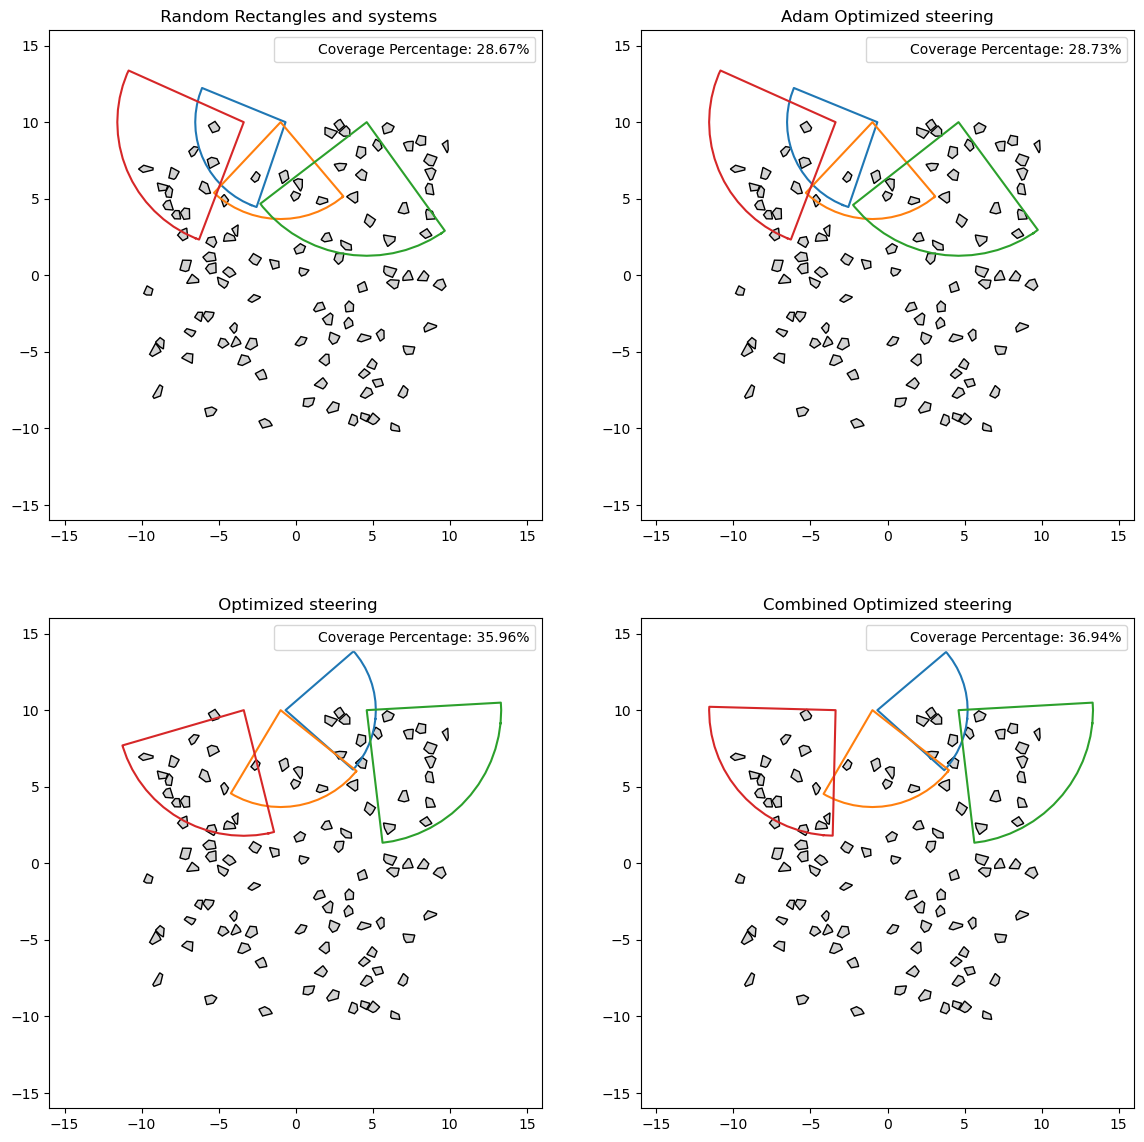 Random Rectangles and systems
Coverage Percentage: 28.67%
15
10
5
0
−5
−10
−15
−15 −10 −5 0 5 10 15
Adam Optimized steering
Coverage Percentage: 28.73%
15
10
5
0
−5
−10
−15
−15 −10 −5 0 5 10 15
Optimized steering
Coverage Percentage: 35.96%
15
10
5
0
−5
−10
−15
−15 −10 −5 0 5 10 15
Combined Optimized steering
Coverage Percentage: 36.94%
15
10
5
0
−5
−10
−15
−15 −10 −5 0 5 10 15